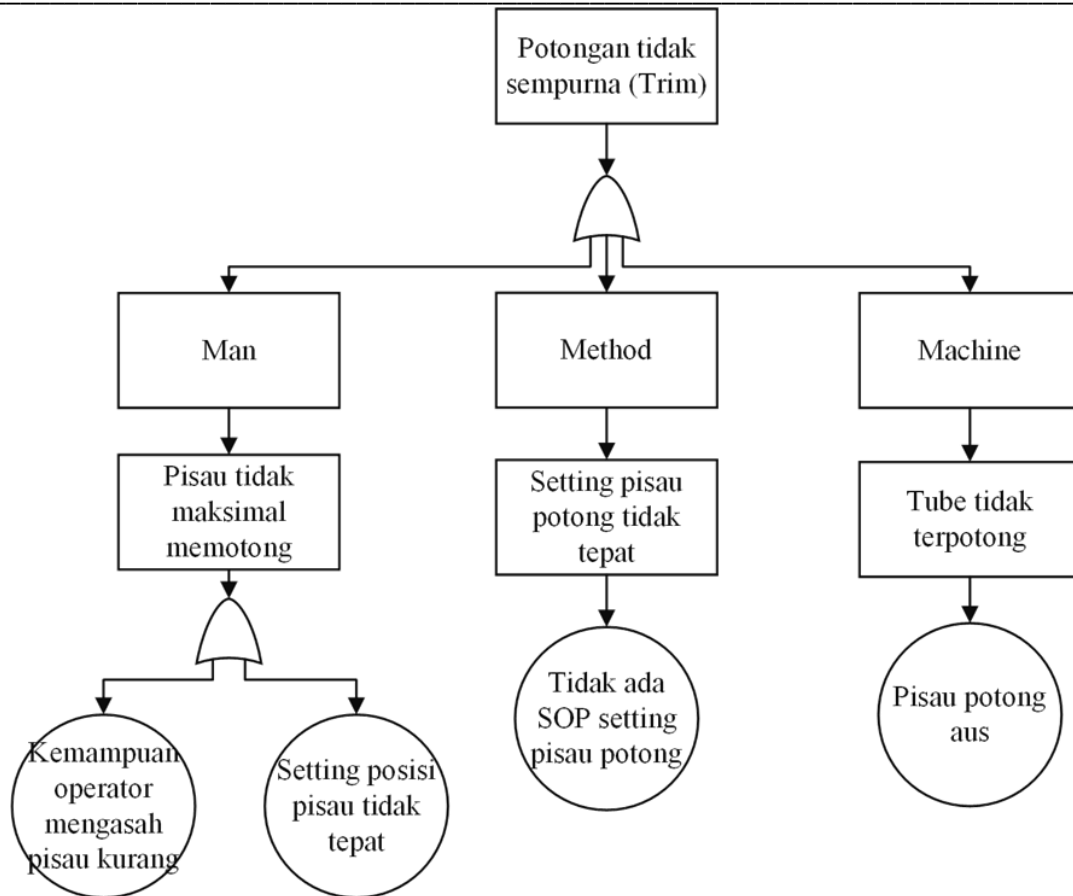 Potongan tidak
sempurna (Trim)
Man
Method
Machine
Pisau tidak
maksimal
memotong
Setting pisau
potong tidak
tepat
Tube tidak
terpotong
Kemampuan
operator
mengasah
pisau kurang
Setting posisi
pisau tidak
tepat
Tidak ada
SOP setting
pisau potong
Pisau potong
aus